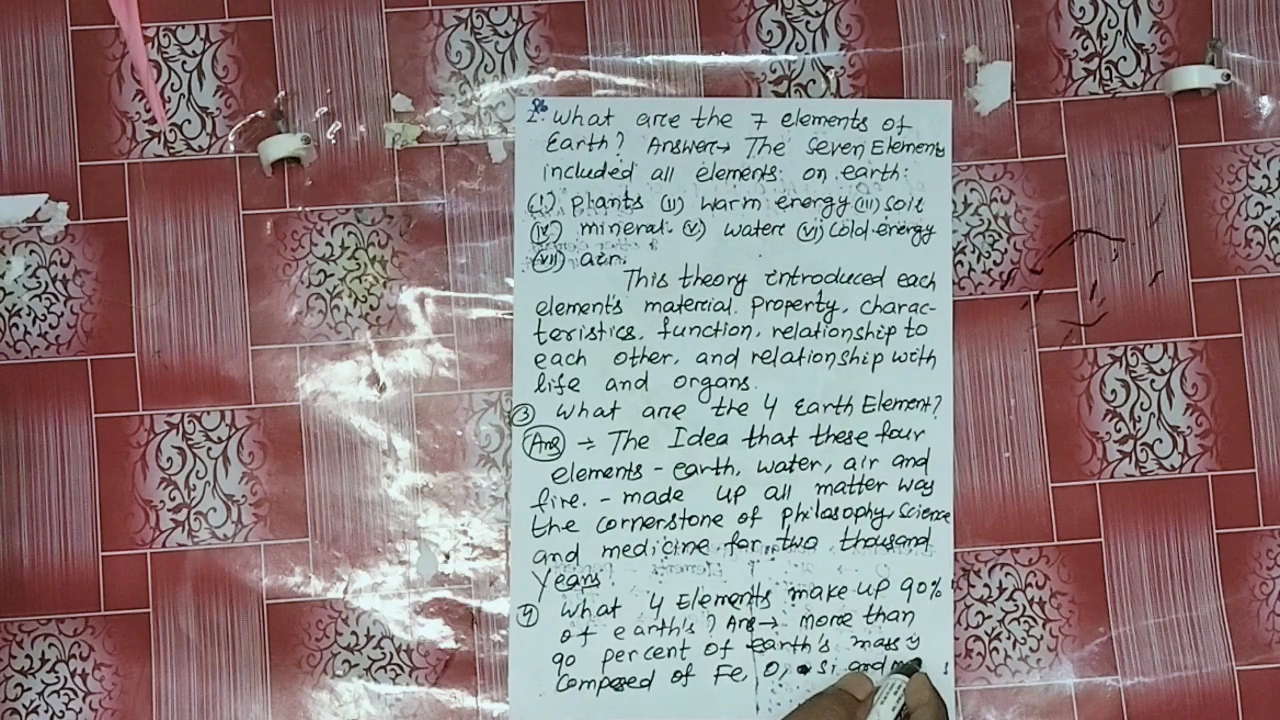 2. What are the 7 elements of
Earth? Answer→ The Seven Elements
included all elements on earth:
(i) plants (ii) warm energy (iii) soil
(iv) mineral. (v) water (vi) Cold energy
(vii) air.
This theory introduced each
element's material. Property, charac-
teristics, function, relationship to
each other, and relationship with
life and organs.
③ What are the 4 Earth Element?
Ans → The Idea that these four
elements - earth, water, air and
fire. - made up all matter way
the cornerstone of philosophy, science
and medicine for two thousand
Years
④ What 4 Elements make up 90%
of earth's? Ans→ more than
90 percent of earth's mass
Composed of Fe, O, Si and